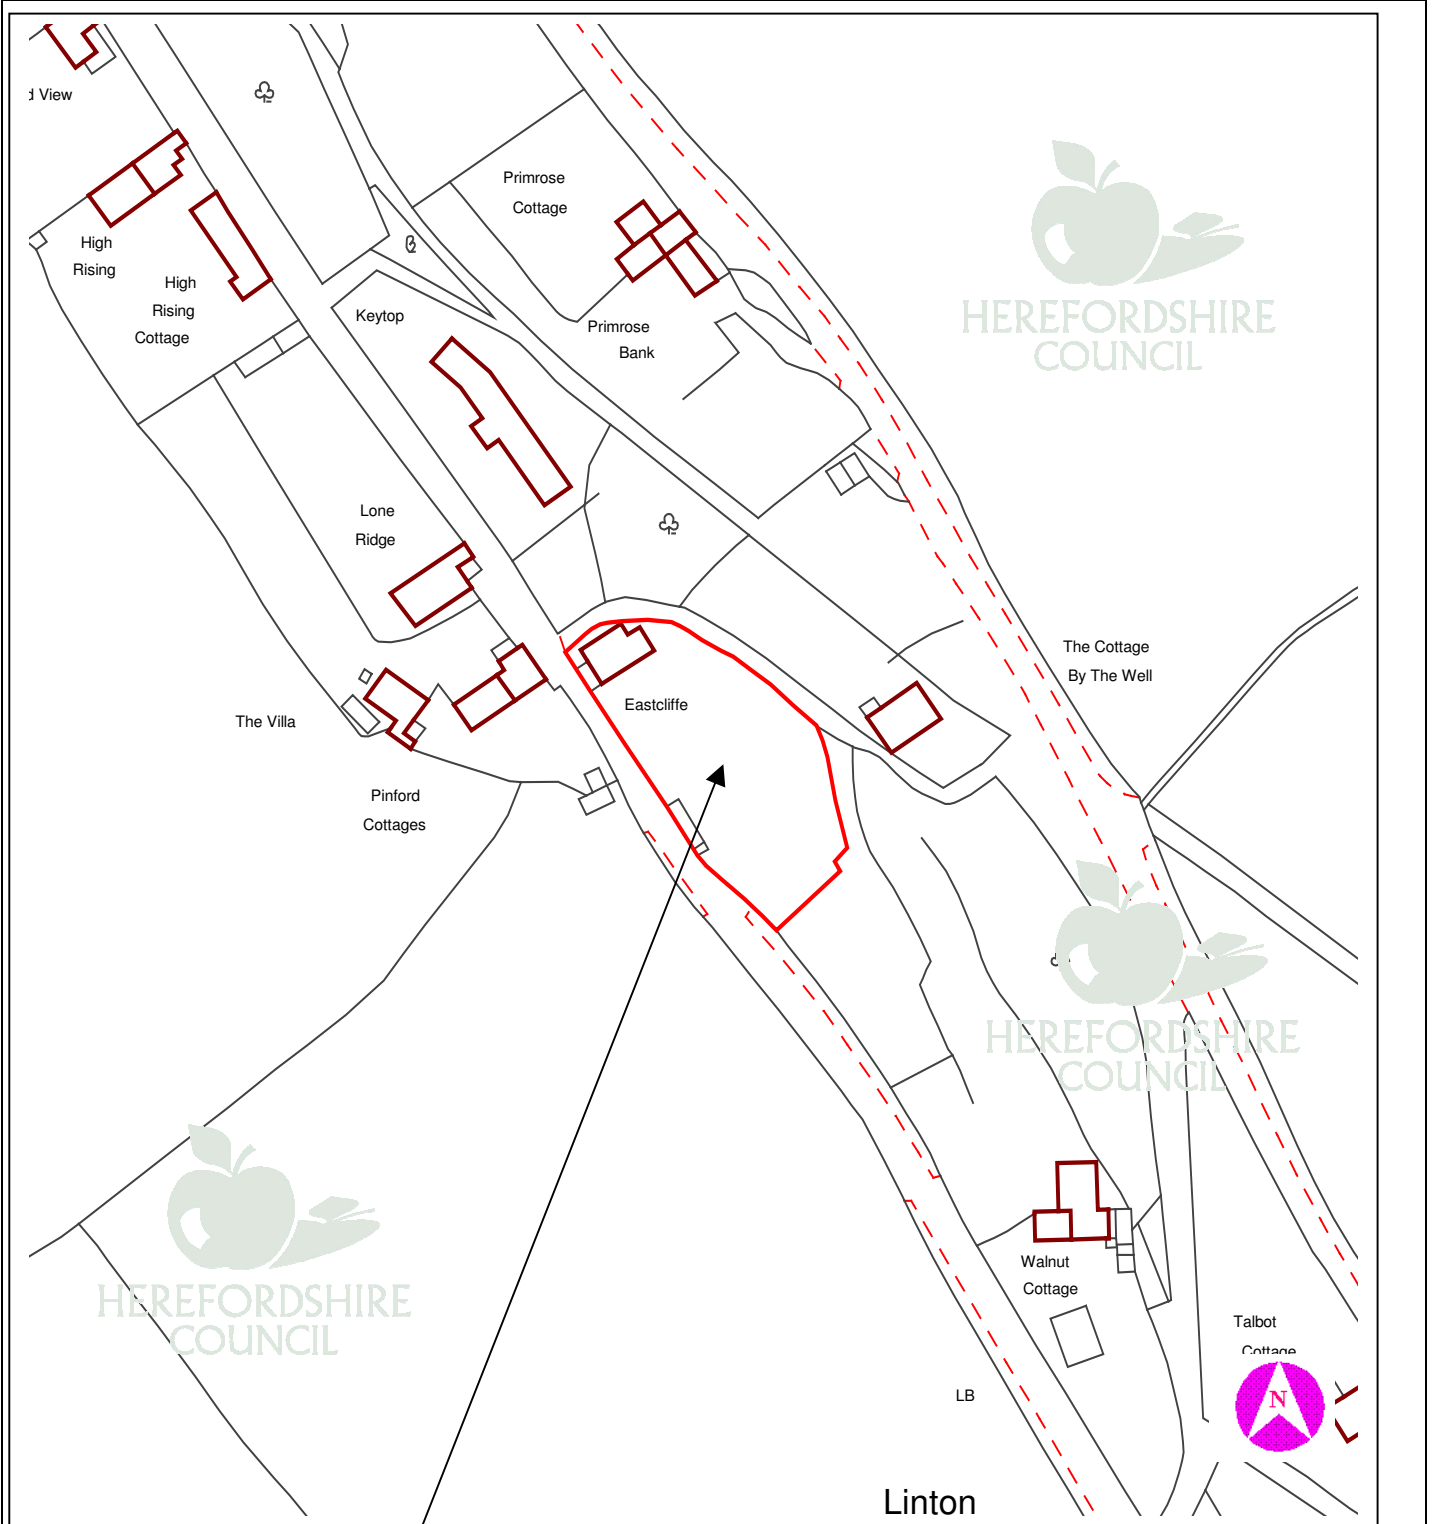 d View
High
Rising
High
Rising
Cottage
Keytop
Primrose
Cottage
Primrose
Bank
HEREFORDSHIRE
COUNCIL
Lone
Ridge
The Villa
Pinford
Cottages
Eastcliffe
The Cottage
By The Well
HEREFORDSHIRE
COUNCIL
HEREFORDSHIRE
COUNCIL
Walnut
Cottage
Talbot
Cottage
N
LB
Linton